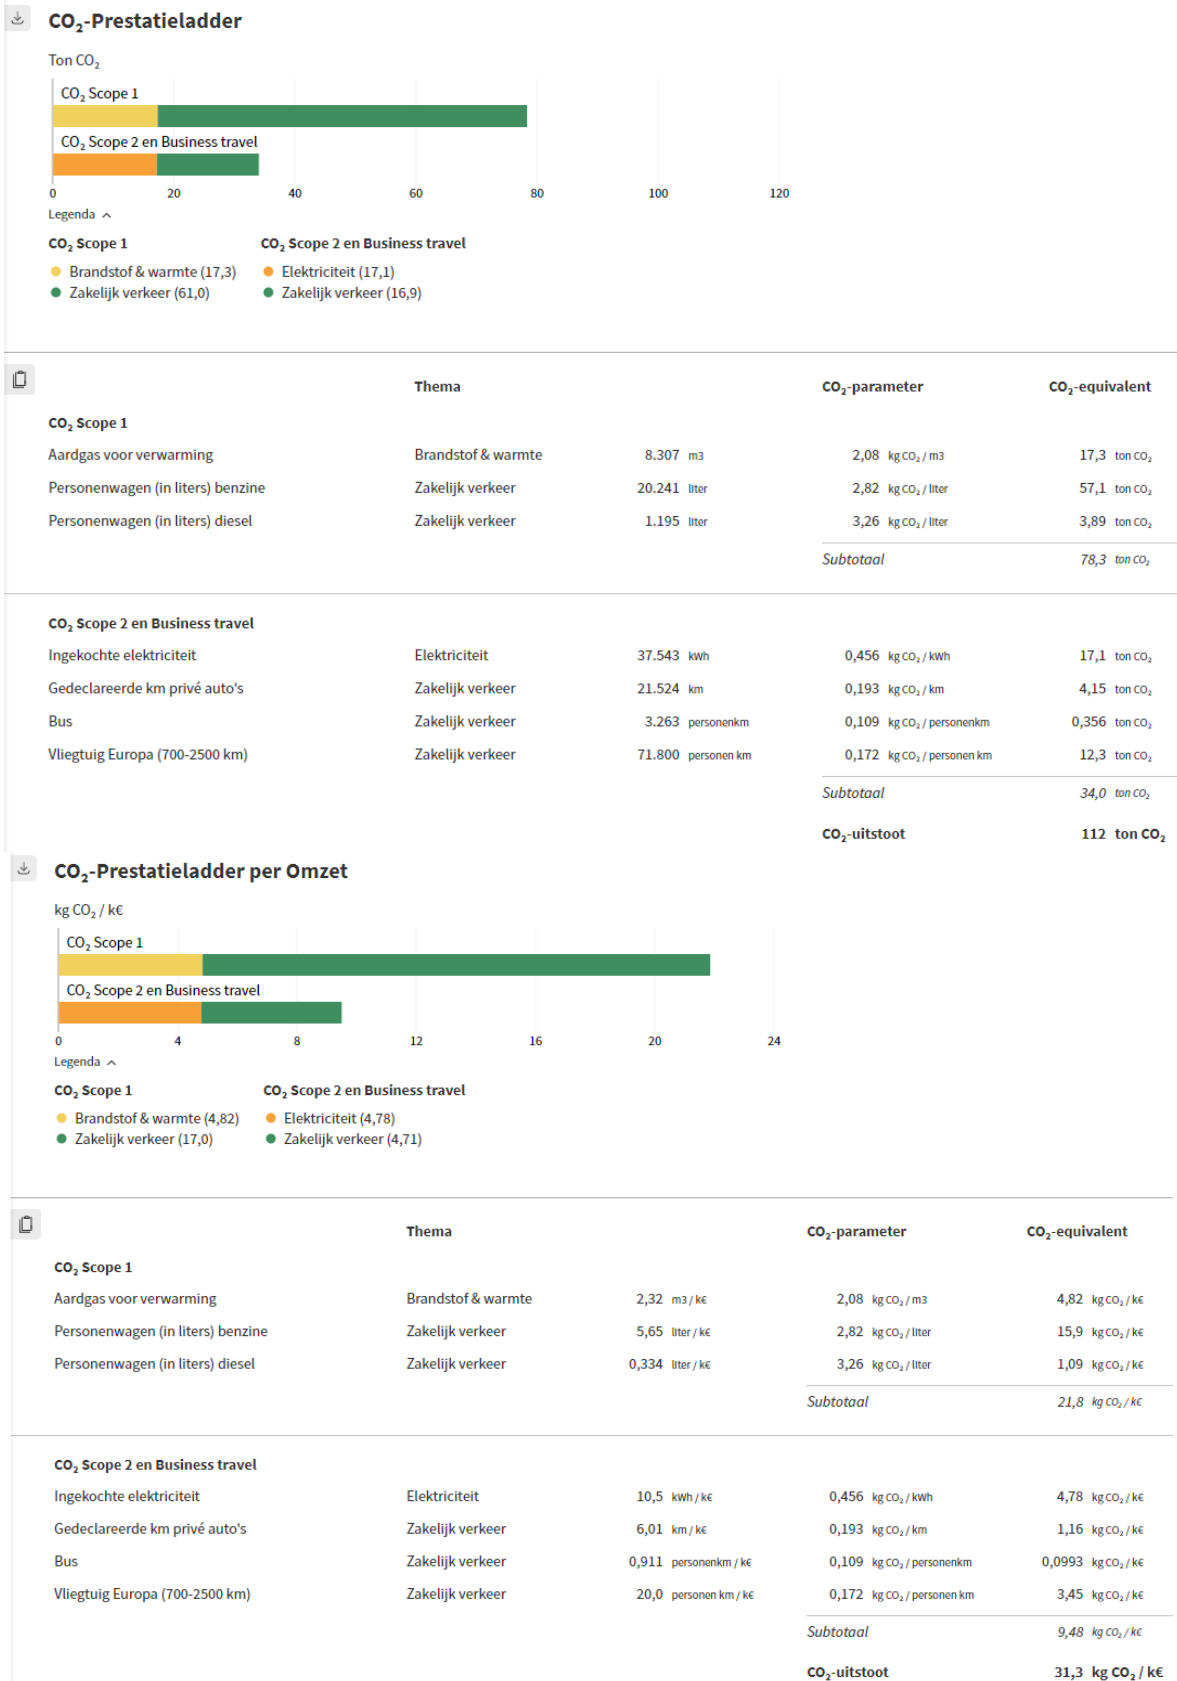 CO₂-Prestatieladder
Ton CO₂
CO₂ Scope 1
CO₂ Scope 2 en Business travel
0 20 40 60 80 100 120
Legenda
CO₂ Scope 1 CO₂ Scope 2 en Business travel
Brandstof & warmte (17,3) Elektriciteit (17,1)
Zakelijk verkeer (61,0) Zakelijk verkeer (16,9)
Thema CO₂-parameter CO₂-equivalent
CO₂ Scope 1
Aardgas voor verwarming Brandstof & warmte 8.307 m3 2,08 kg CO₂ / m3 17,3 ton CO₂
Personenwagen (in liters) benzine Zakelijk verkeer 20.241 liter 2,82 kg CO₂ / liter 57,1 ton CO₂
Personenwagen (in liters) diesel Zakelijk verkeer 1.195 liter 3,26 kg CO₂ / liter 3,89 ton CO₂
Subtotaal 78,3 ton CO₂
CO₂ Scope 2 en Business travel
Ingekochte elektriciteit Elektriciteit 37.543 kWh 0,456 kg CO₂ / kWh 17,1 ton CO₂
Gedeclareerde km privé auto's Zakelijk verkeer 21.524 km 0,193 kg CO₂ / km 4,15 ton CO₂
Bus Zakelijk verkeer 3.263 personenkm 0,109 kg CO₂ / personenkm 0,356 ton CO₂
Vliegtuig Europa (700-2500 km) Zakelijk verkeer 71.800 personen km 0,172 kg CO₂ / personen km 12,3 ton CO₂
Subtotaal 34,0 ton CO₂
CO₂-uitstoot 112 ton CO₂
CO₂-Prestatieladder per Omzet
kg CO₂ / k€
CO₂ Scope 1
CO₂ Scope 2 en Business travel
0 4 8 12 16 20 24
Legenda
CO₂ Scope 1 CO₂ Scope 2 en Business travel
Brandstof & warmte (4,82) Elektriciteit (4,78)
Zakelijk verkeer (17,0) Zakelijk verkeer (4,71)
Thema CO₂-parameter CO₂-equivalent
CO₂ Scope 1
Aardgas voor verwarming Brandstof & warmte 2,32 m3 / k€ 2,08 kg CO₂ / m3 4,82 kg CO₂ / k€
Personenwagen (in liters) benzine Zakelijk verkeer 5,65 liter / k€ 2,82 kg CO₂ / liter 15,9 kg CO₂ / k€
Personenwagen (in liters) diesel Zakelijk verkeer 0,334 liter / k€ 3,26 kg CO₂ / liter 1,09 kg CO₂ / k€
Subtotaal 21,8 kg CO₂ / k€
CO₂ Scope 2 en Business travel
Ingekochte elektriciteit Elektriciteit 10,5 kWh / k€ 0,456 kg CO₂ / kWh 4,78 kg CO₂ / k€
Gedeclareerde km privé auto's Zakelijk verkeer 6,01 km / k€ 0,193 kg CO₂ / km 1,16 kg CO₂ / k€
Bus Zakelijk verkeer 0,911 personenkm / k€ 0,109 kg CO₂ / personenkm 0,0993 kg CO₂ / k€
Vliegtuig Europa (700-2500 km) Zakelijk verkeer 20,0 personen km / k€ 0,172 kg CO₂ / personen km 3,45 kg CO₂ / k€
Subtotaal 9,48 kg CO₂ / k€
CO₂-uitstoot 31,3 kg CO₂ / k€